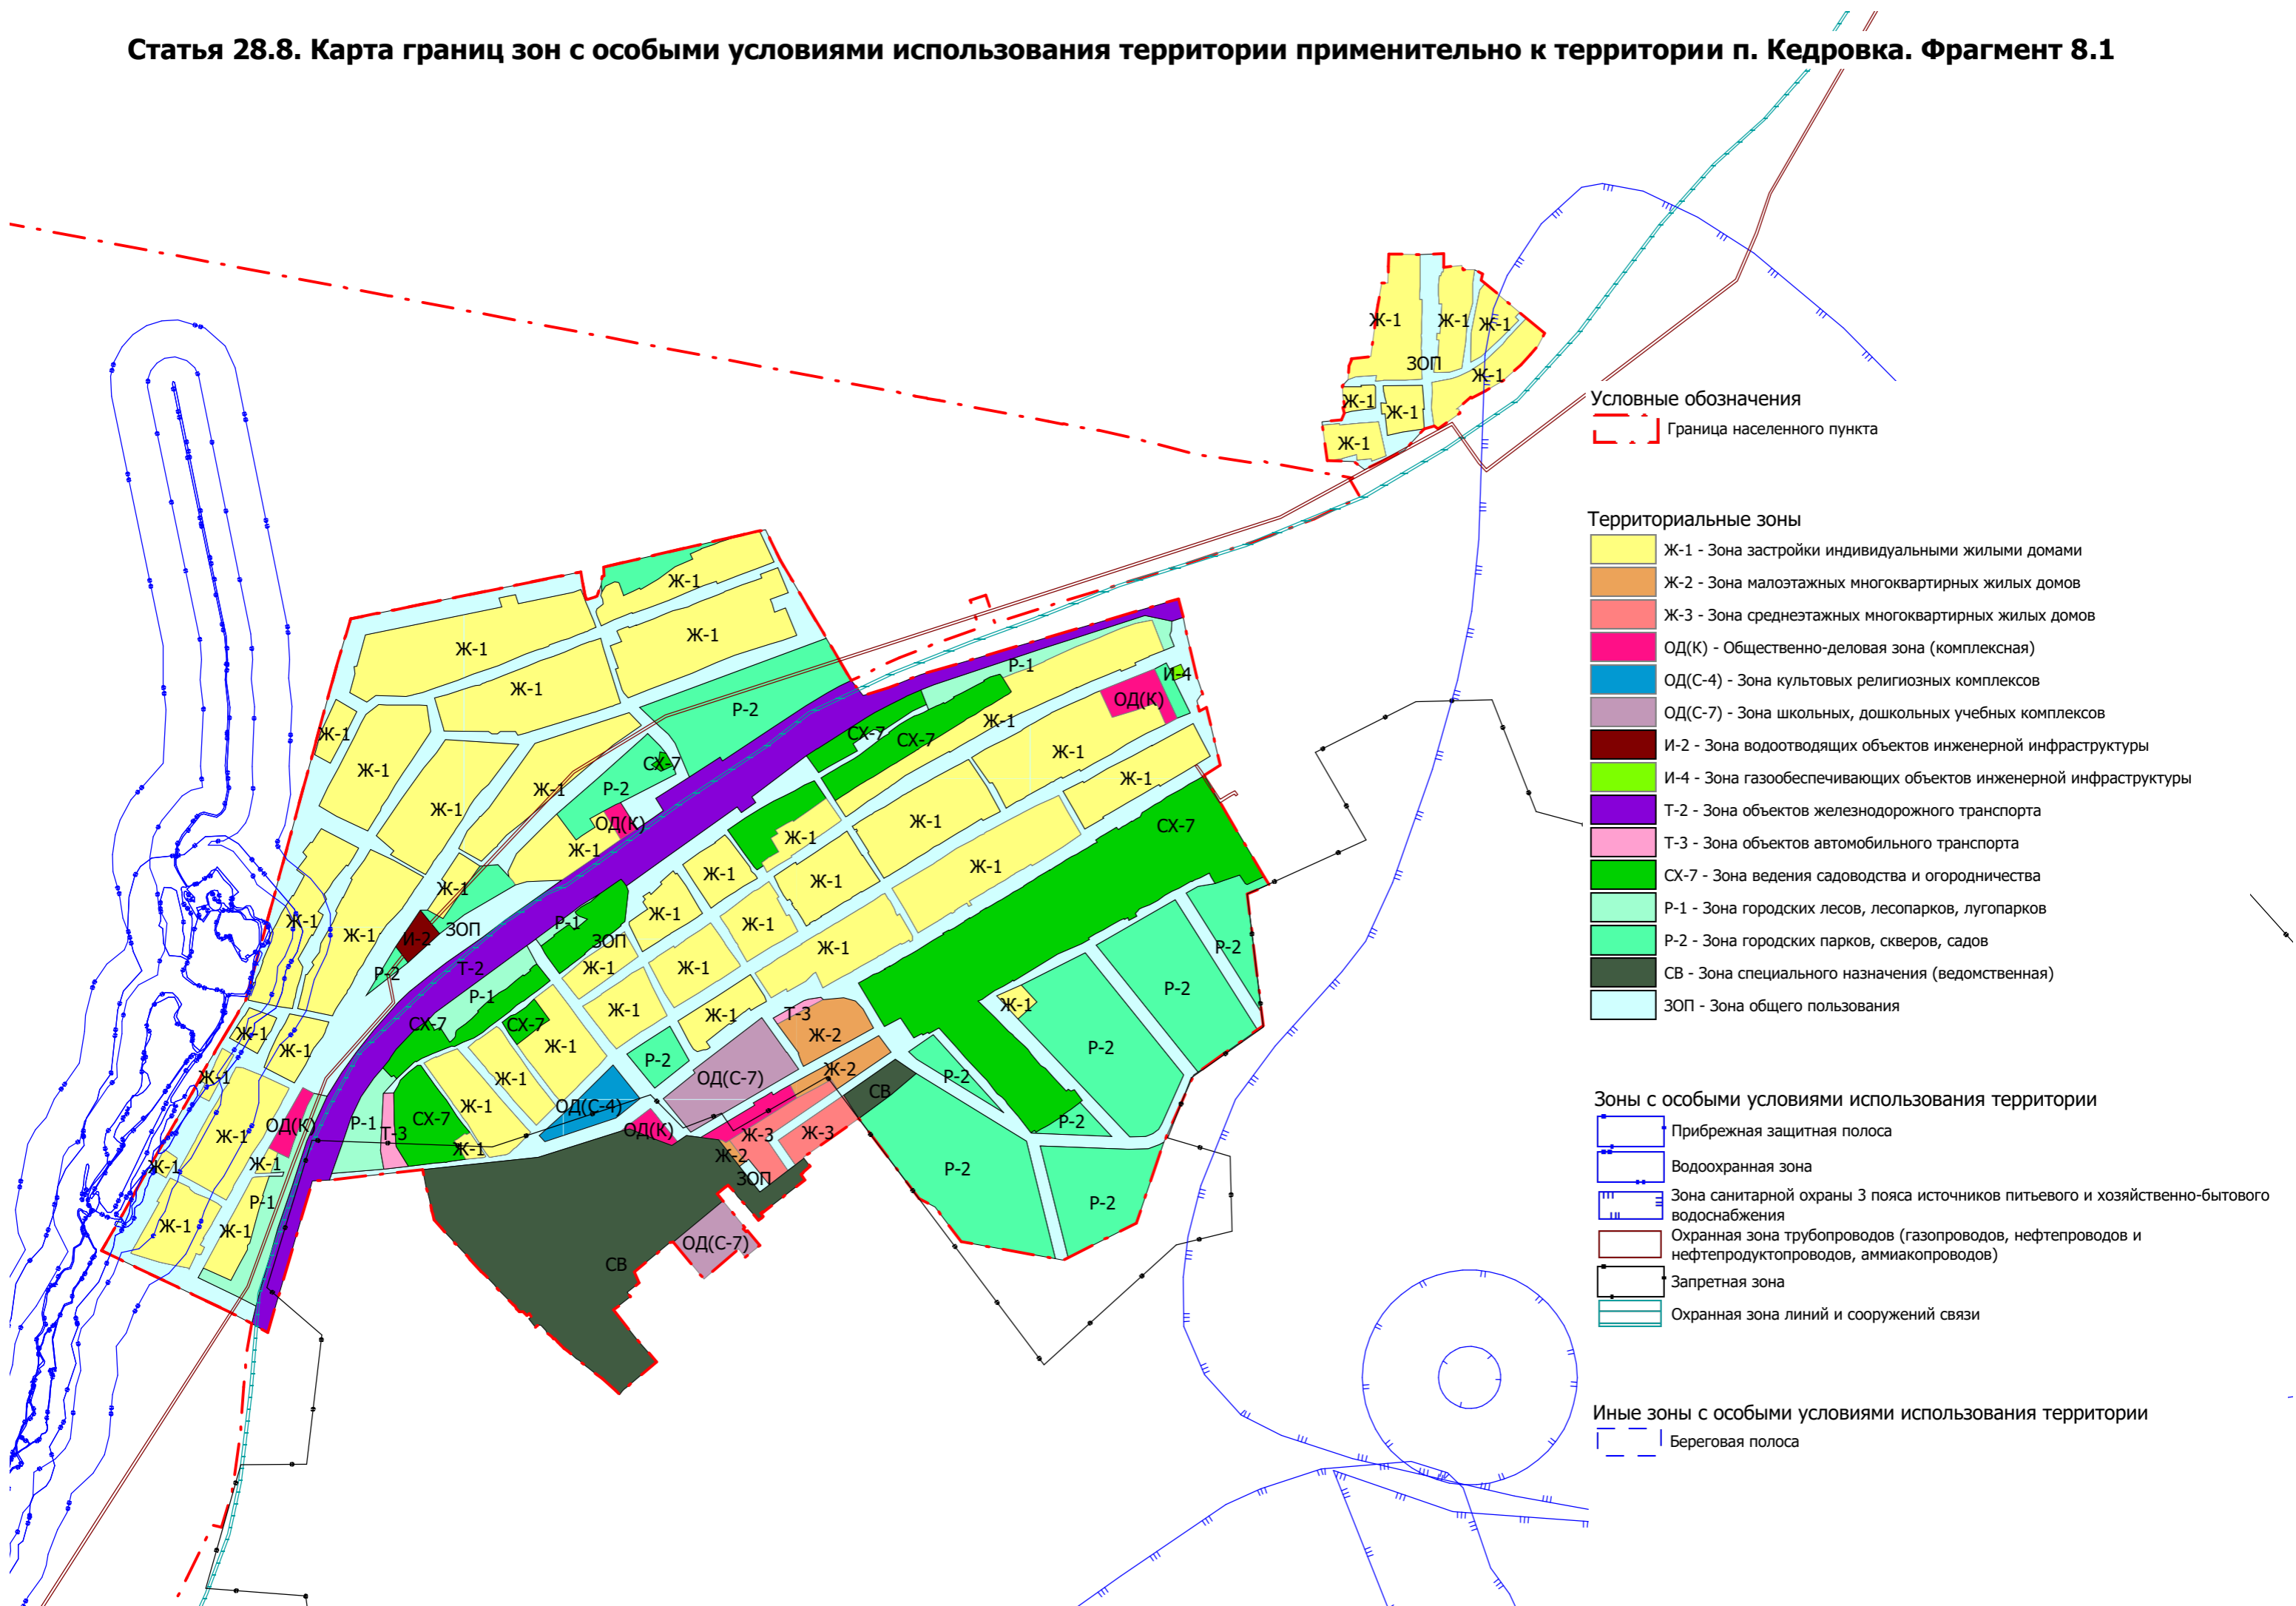 Статья 28.8. Карта границ зон с особыми условиями использования территории применительно к территории п. Кедровка. Фрагмент 8.1
Ж-1
Ж-1
Ж-1
ЗОП
Ж-1
Ж-1
Ж-1
Ж-1
Ж-1
Ж-1
Ж-1
Ж-1
Р-1
И-4
ОД(К)
Р-2
Ж-1
Ж-1
СХ-7
СХ-7
Ж-1
СХ-7
Ж-1
Ж-1
Р-2
Ж-1
Ж-1
ОД(К)
Ж-1
Ж-1
СХ-7
Ж-1
Ж-1
Ж-1
Ж-1
Ж-1
Ж-1
Ж-1
Ж-1
Р-1
ЗОП
Ж-1
И-2
ЗОП
Ж-1
Р-2
Р-2
Т-2
Ж-1
Ж-1
Р-2
Р-1
Ж-1
Ж-1
Т-3
СХ-7
СХ-7
Ж-1
Ж-1
Ж-1
Ж-1
Ж-2
Р-2
Р-2
Ж-1
Ж-1
ОД(С-7)
Ж-2
Р-2
СВ
ОД(С-4)
СХ-7
Ж-1
Р-1
Т-3
ОД(К)
ОД(К)
Ж-3
Ж-3
Р-2
Ж-1
Ж-1
Ж-2
Ж-1
Ж-1
ЗОП
Р-2
Р-2
Р-1
Ж-1
Ж-1
ОД(С-7)
СВ
Условные обозначения
Граница населенного пункта
Территориальные зоны
Ж-1 - Зона застройки индивидуальными жилыми домами
Ж-2 - Зона малоэтажных многоквартирных жилых домов
Ж-3 - Зона среднеэтажных многоквартирных жилых домов
ОД(К) - Общественно-деловая зона (комплексная)
ОД(С-4) - Зона культовых религиозных комплексов
ОД(С-7) - Зона школьных, дошкольных учебных комплексов
И-2 - Зона водоотводящих объектов инженерной инфраструктуры
И-4 - Зона газообеспечивающих объектов инженерной инфраструктуры
Т-2 - Зона объектов железнодорожного транспорта
Т-3 - Зона объектов автомобильного транспорта
СХ-7 - Зона ведения садоводства и огородничества
Р-1 - Зона городских лесов, лесопарков, лугопарков
Р-2 - Зона городских парков, скверов, садов
СВ - Зона специального назначения (ведомственная)
ЗОП - Зона общего пользования
Зоны с особыми условиями использования территории
Прибрежная защитная полоса
Водоохранная зона
Зона санитарной охраны 3 пояса источников питьевого и хозяйственно-бытового
водоснабжения
Охранная зона трубопроводов (газопроводов, нефтепроводов и
нефтепродуктопроводов, аммиакопроводов)
Запретная зона
Охранная зона линий и сооружений связи
Иные зоны с особыми условиями использования территории
Береговая полоса